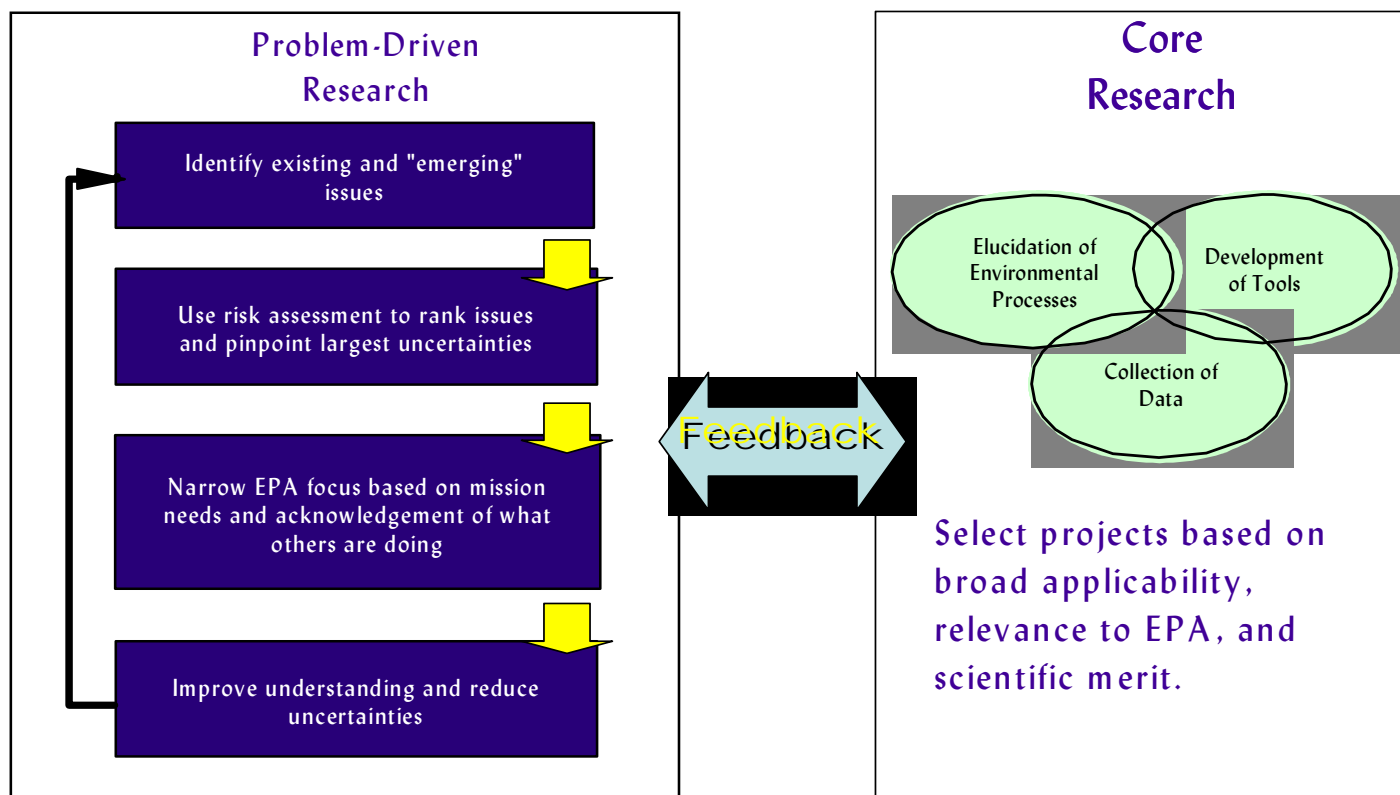 Problem-Driven
Research
Identify existing and "emerging"
issues
Use risk assessment to rank issues
and pinpoint largest uncertainties
Narrow EPA focus based on mission
needs and acknowledgement of what
others are doing
Improve understanding and reduce
uncertainties
Feedback
Core
Research
Elucidation of
Environmental
Processes
Development
of Tools
Collection of
Data
Select projects based on
broad applicability,
relevance to EPA, and
scientific merit.